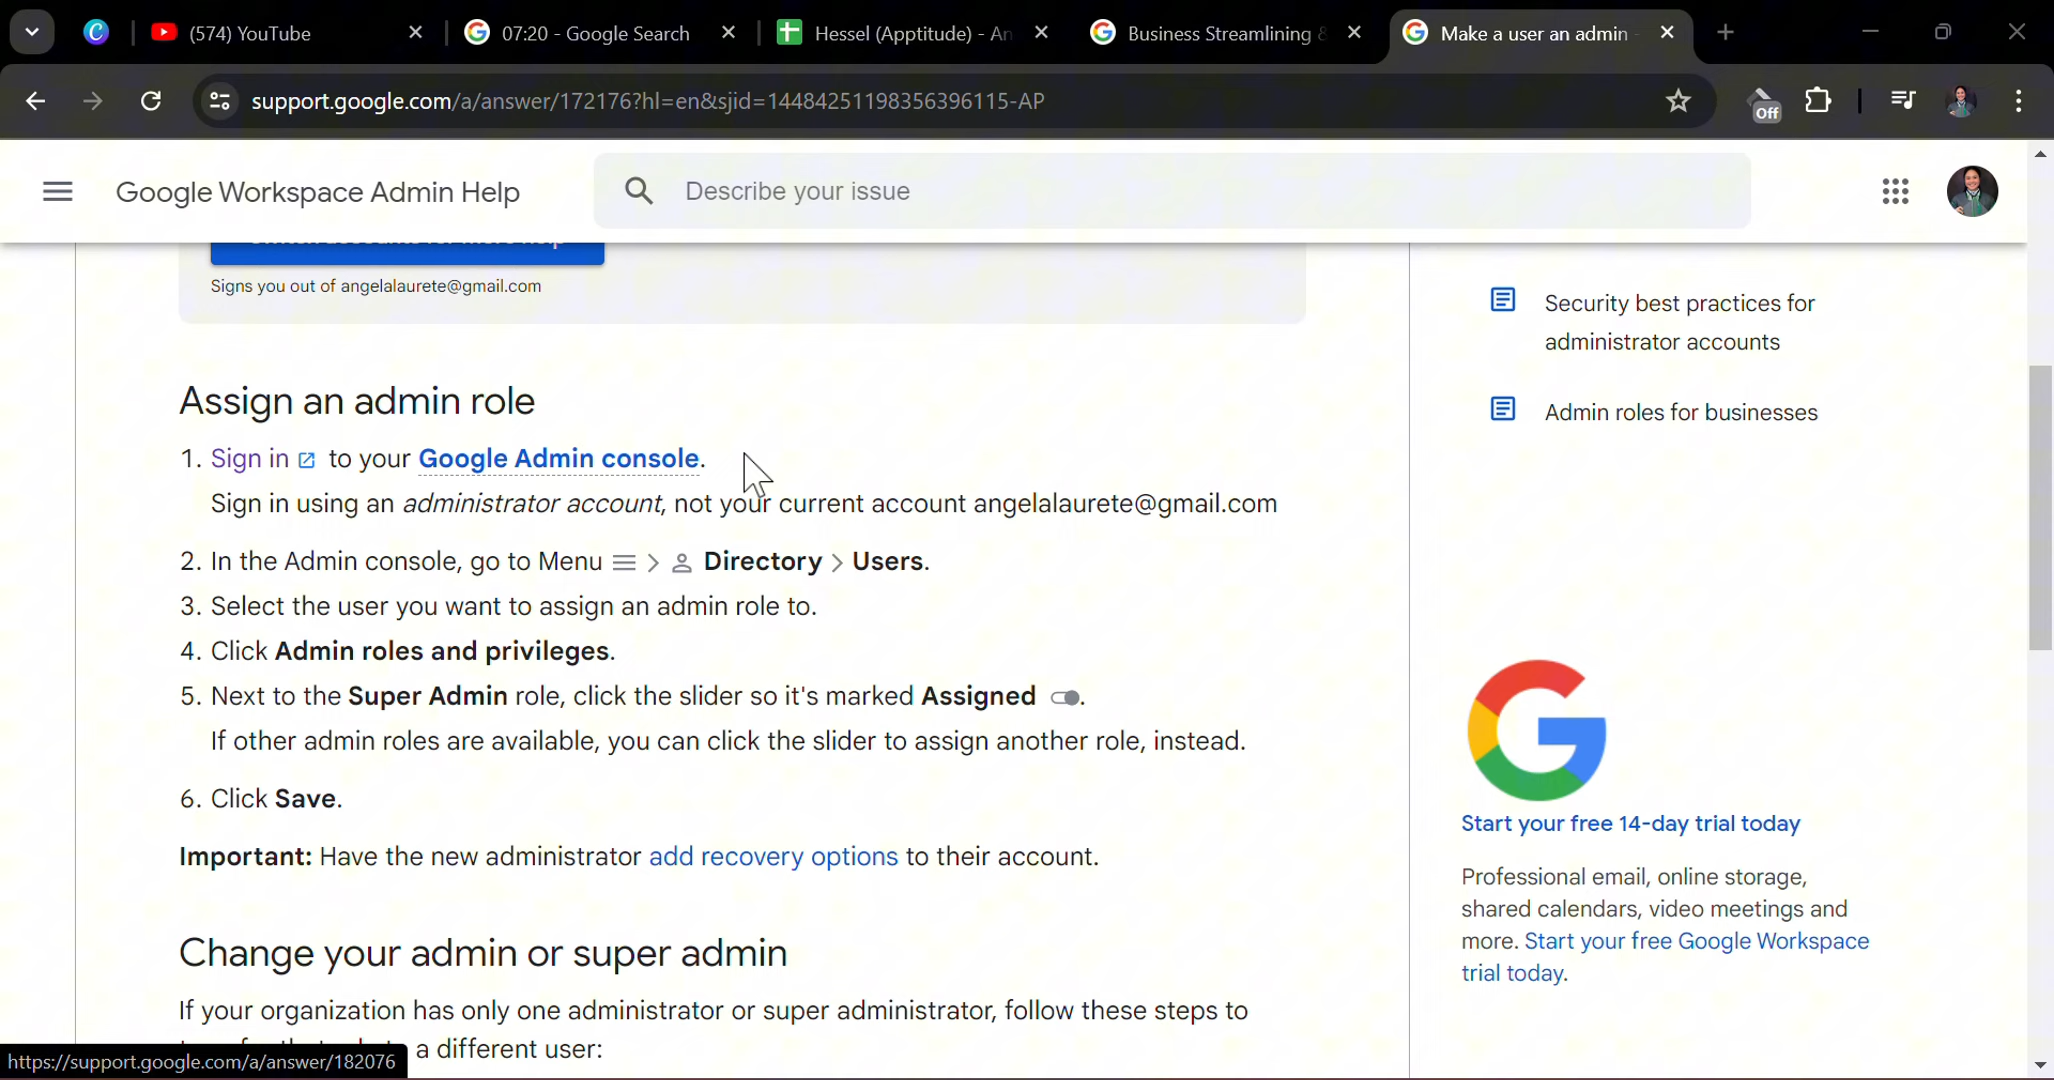 (574) YouTube
07:20 - Google Search
Hessel (Apptitude) - An
Business Streamlining &
Make a user an admin -
support.google.com/a/answer/172176?hl=en&sjid=14484251198356396115-AP
Off
Google Workspace Admin Help
Describe your issue
Signs you out of angelalaurete@gmail.com
Assign an admin role
1. Sign in to your Google Admin console.
Sign in using an administrator account, not your current account angelalaurete@gmail.com
2. In the Admin console, go to Menu > Directory > Users.
3. Select the user you want to assign an admin role to.
4. Click Admin roles and privileges.
5. Next to the Super Admin role, click the slider so it's marked Assigned .
If other admin roles are available, you can click the slider to assign another role, instead.
6. Click Save.
Important: Have the new administrator add recovery options to their account.
Change your admin or super admin
If your organization has only one administrator or super administrator, follow these steps to
a different user:
https://support.google.com/a/answer/182076
Security best practices for
administrator accounts
Admin roles for businesses
Start your free 14-day trial today
Professional email, online storage,
shared calendars, video meetings and
more. Start your free Google Workspace
trial today.